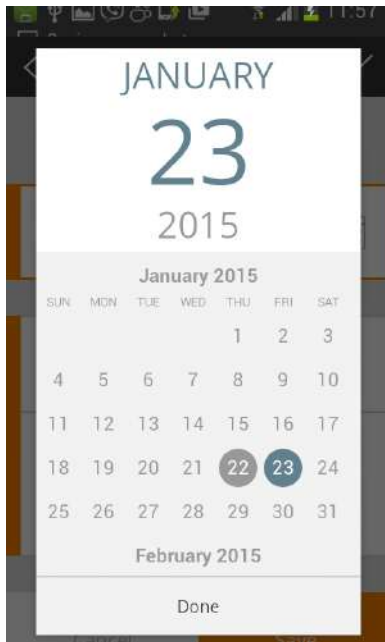 11:57
JANUARY
23
2015
January 2015
SUN MON TUE WED THU FRI SAT
1 2 3
4 5 6 7 8 9 10
11 12 13 14 15 16 17
18 19 20 21 22 23 24
25 26 27 28 29 30 31
February 2015
Done